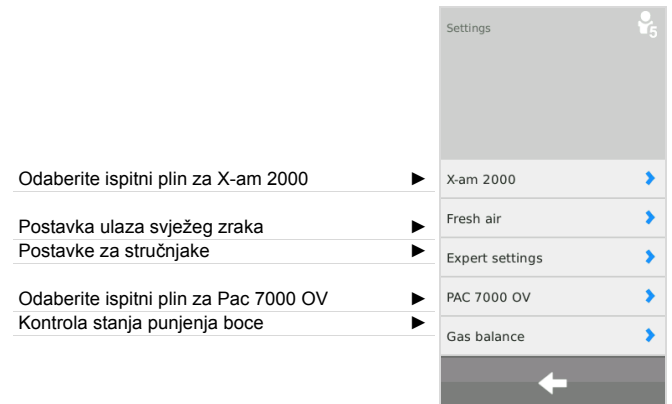 Settings
5
Odaberite ispitni plin za X-am 2000 ►
X-am 2000
Postavka ulaza svježeg zraka ►
Fresh air
Postavke za stručnjake ►
Expert settings
Odaberite ispitni plin za Pac 7000 OV ►
PAC 7000 OV
Kontrola stanja punjenja boce ►
Gas balance